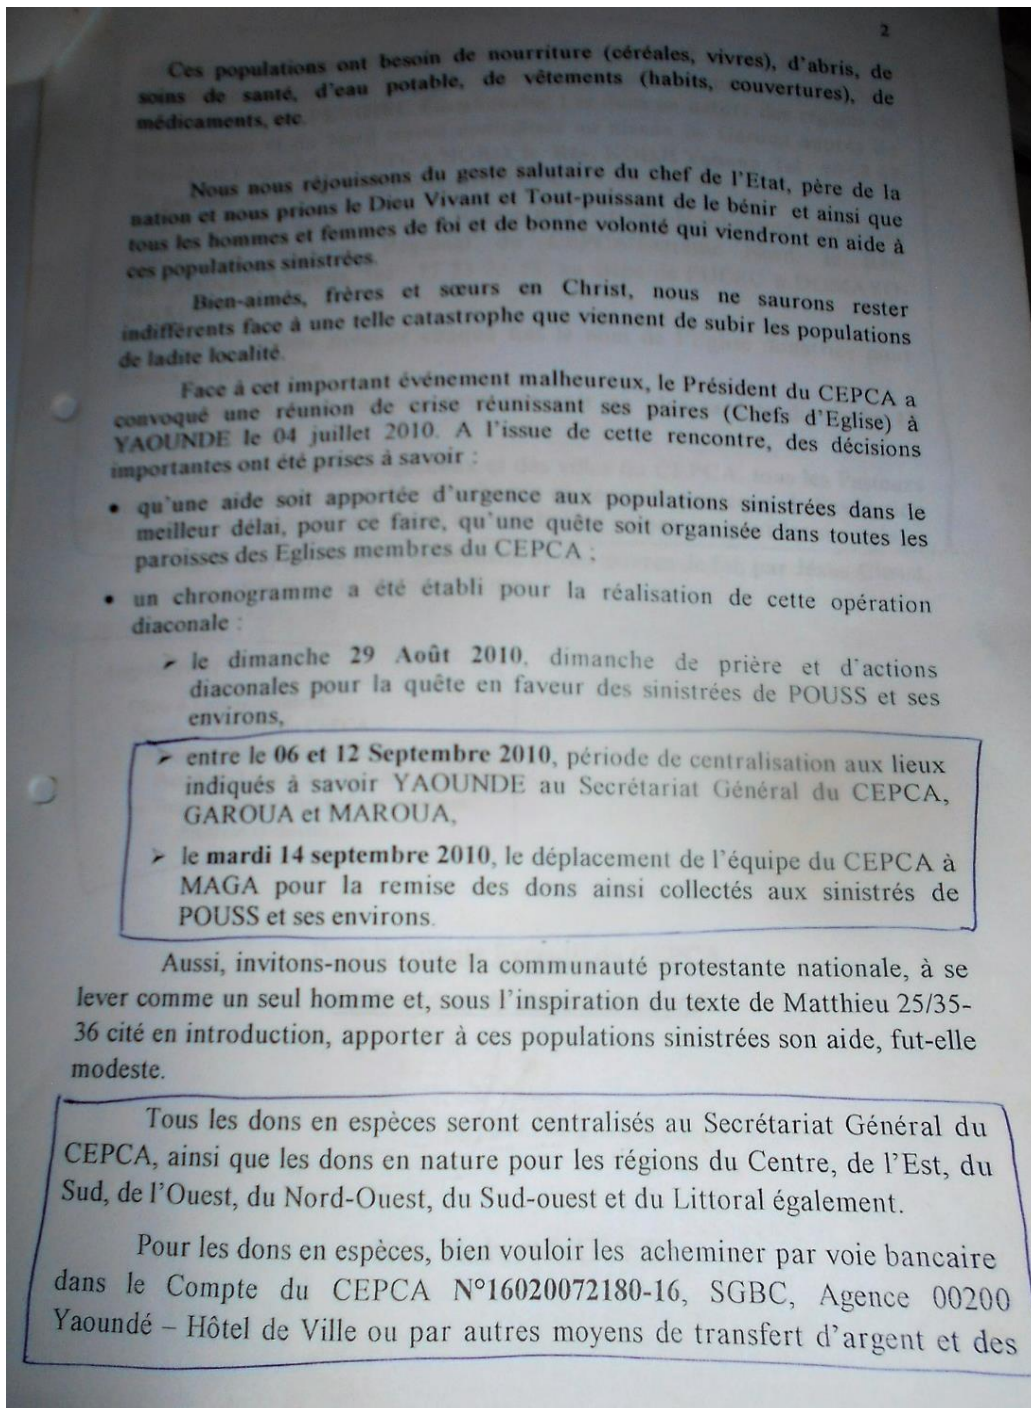 2
Ces populations ont besoin de nourriture (céréales, vivres), d'abris, de
soins de santé, d'eau potable, de vêtements (habits, couvertures), de
médicaments, etc.
Nous nous réjouissons du geste salutaire du chef de l'Etat, père de la
nation et nous prions le Dieu Vivant et Tout-puissant de le bénir et ainsi que
tous les hommes et femmes de foi et de bonne volonté qui viendront en aide à
ces populations sinistrées.
Bien-aimés, frères et sœurs en Christ, nous ne saurons rester
indifférents face à une telle catastrophe que viennent de subir les populations
de ladite localité.
Face à cet important événement malheureux, le Président du CEPCA a
convoqué une réunion de crise réunissant ses paires (Chefs d'Eglise) à
YAOUNDE le 04 juillet 2010. A l'issue de cette rencontre, des décisions
importantes ont été prises à savoir :
• qu'une aide soit apportée d'urgence aux populations sinistrées dans le
meilleur délai, pour ce faire, qu'une quête soit organisée dans toutes les
paroisses des Eglises membres du CEPCA ;
• un chronogramme a été établi pour la réalisation de cette opération
diaconale :
➤ le dimanche 29 Août 2010, dimanche de prière et d'actions
diaconales pour la quête en faveur des sinistrées de POUSS et ses
environs,
➤ entre le 06 et 12 Septembre 2010, période de centralisation aux lieux
indiqués à savoir YAOUNDE au Secrétariat Général du CEPCA,
GAROUA et MAROUA,
➤ le mardi 14 septembre 2010, le déplacement de l'équipe du CEPCA à
MAGA pour la remise des dons ainsi collectés aux sinistrés de
POUSS et ses environs.
Aussi, invitons-nous toute la communauté protestante nationale, à se
lever comme un seul homme et, sous l'inspiration du texte de Matthieu 25/35-
36 cité en introduction, apporter à ces populations sinistrées son aide, fut-elle
modeste.
Tous les dons en espèces seront centralisés au Secrétariat Général du
CEPCA, ainsi que les dons en nature pour les régions du Centre, de l'Est, du
Sud, de l'Ouest, du Nord-Ouest, du Sud-ouest et du Littoral également.
Pour les dons en espèces, bien vouloir les acheminer par voie bancaire
dans le Compte du CEPCA N°16020072180-16, SGBC, Agence 00200
Yaoundé – Hôtel de Ville ou par autres moyens de transfert d'argent et des